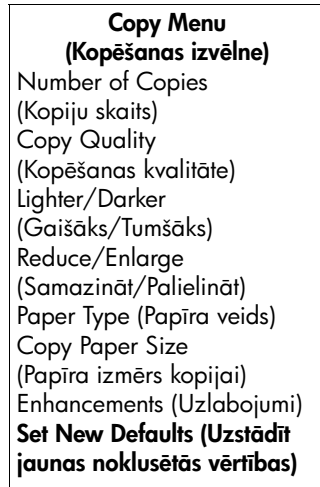 Copy Menu
(Kopēšanas izvēlne)
Number of Copies
(Kopiju skaits)
Copy Quality
(Kopēšanas kvalitāte)
Lighter/Darker
(Gaišāks/Tumšāks)
Reduce/Enlarge
(Samazināt/Palielināt)
Paper Type (Papīra veids)
Copy Paper Size
(Papīra izmērs kopijai)
Enhancements (Uzlabojumi)
Set New Defaults (Uzstādīt
jaunas noklusētās vērtības)